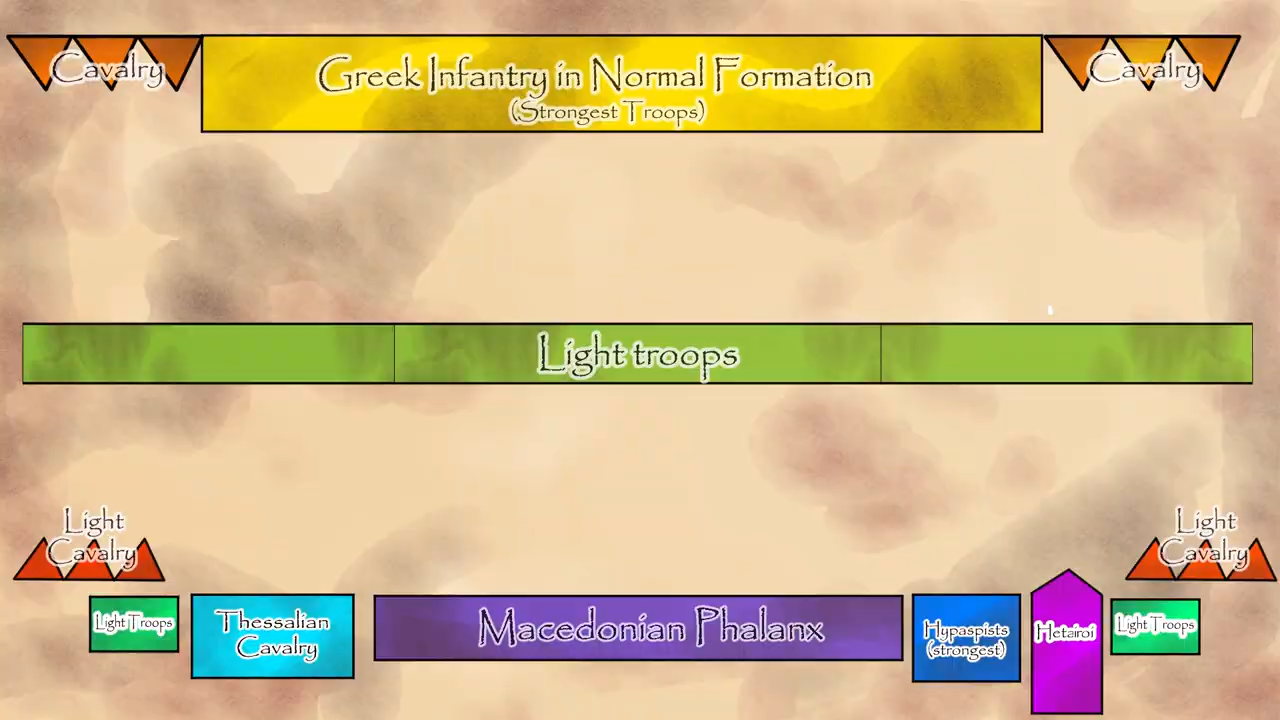 Cavalry
Greek Infantry in Normal Formation
(Strongest Troops)
Cavalry
Light troops
Light
Cavalry
Light
Cavalry
Light Troops
Thessalian
Cavalry
Macedonian Phalanx
Hypaspists
(strongest)
Hetairoi
Light Troops